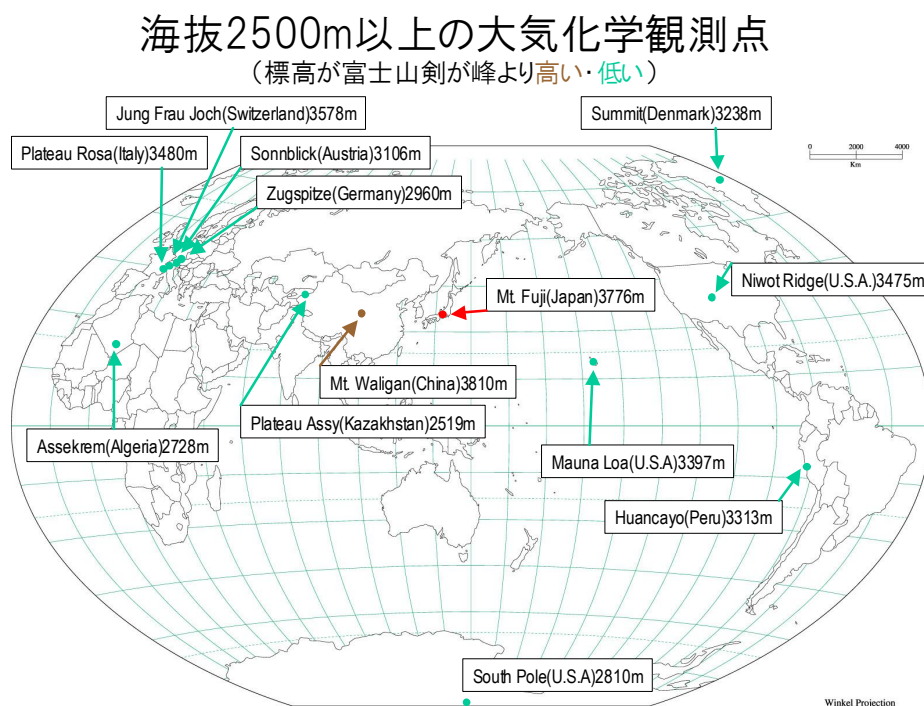 海抜2500m以上の大気化学観測点
(標高が富士山剣が峰より高い・低い)
Jung Frau Joch(Switzerland)3578m
Summit(Denmark)3238m
Plateau Rosa(Italy)3480m
Sonnblick(Austria)3106m
0 2000 4000
Km
Zugspitze(Germany)2960m
Niwot Ridge(U.S.A.)3475m
Mt. Fuji(Japan)3776m
Mt. Waligan(China)3810m
Plateau Assy(Kazakhstan)2519m
Assekrem(Algeria)2728m
Mauna Loa(U.S.A)3397m
Huancayo(Peru)3313m
South Pole(U.S.A)2810m
Winkel Projection